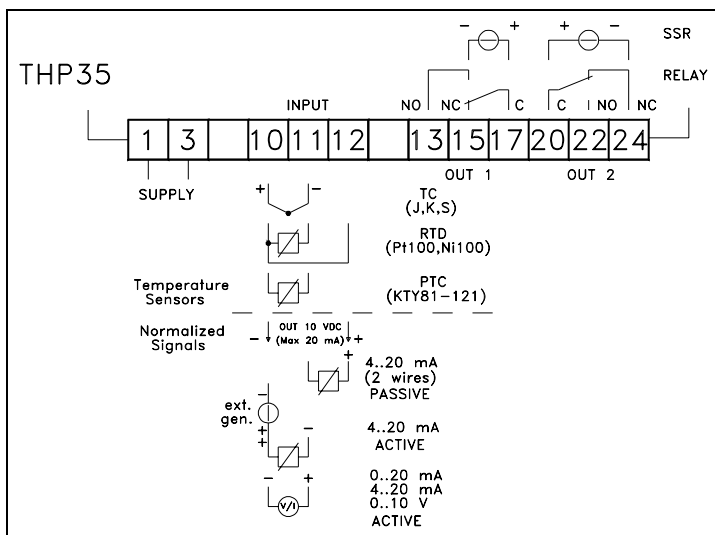 SSR
- + + -
THP35
RELAY
INPUT NO NC C C NO NC
1 3 10 11 12 13 15 17 20 22 24
SUPPLY OUT 1 OUT 2
+ - TC
(J,K,S)
RTD
(Pt100,Ni100)
Temperature
Sensors
PTC
(KTY81-121)
Normalized
Signals
- OUT 10 VDC
(Max 20 mA) +
+
4..20 mA
(2 wires)
PASSIVE
-
ext.
gen.
+
+ -
4..20 mA
ACTIVE
- +
V/I
0..20 mA
4..20 mA
0..10 V
ACTIVE